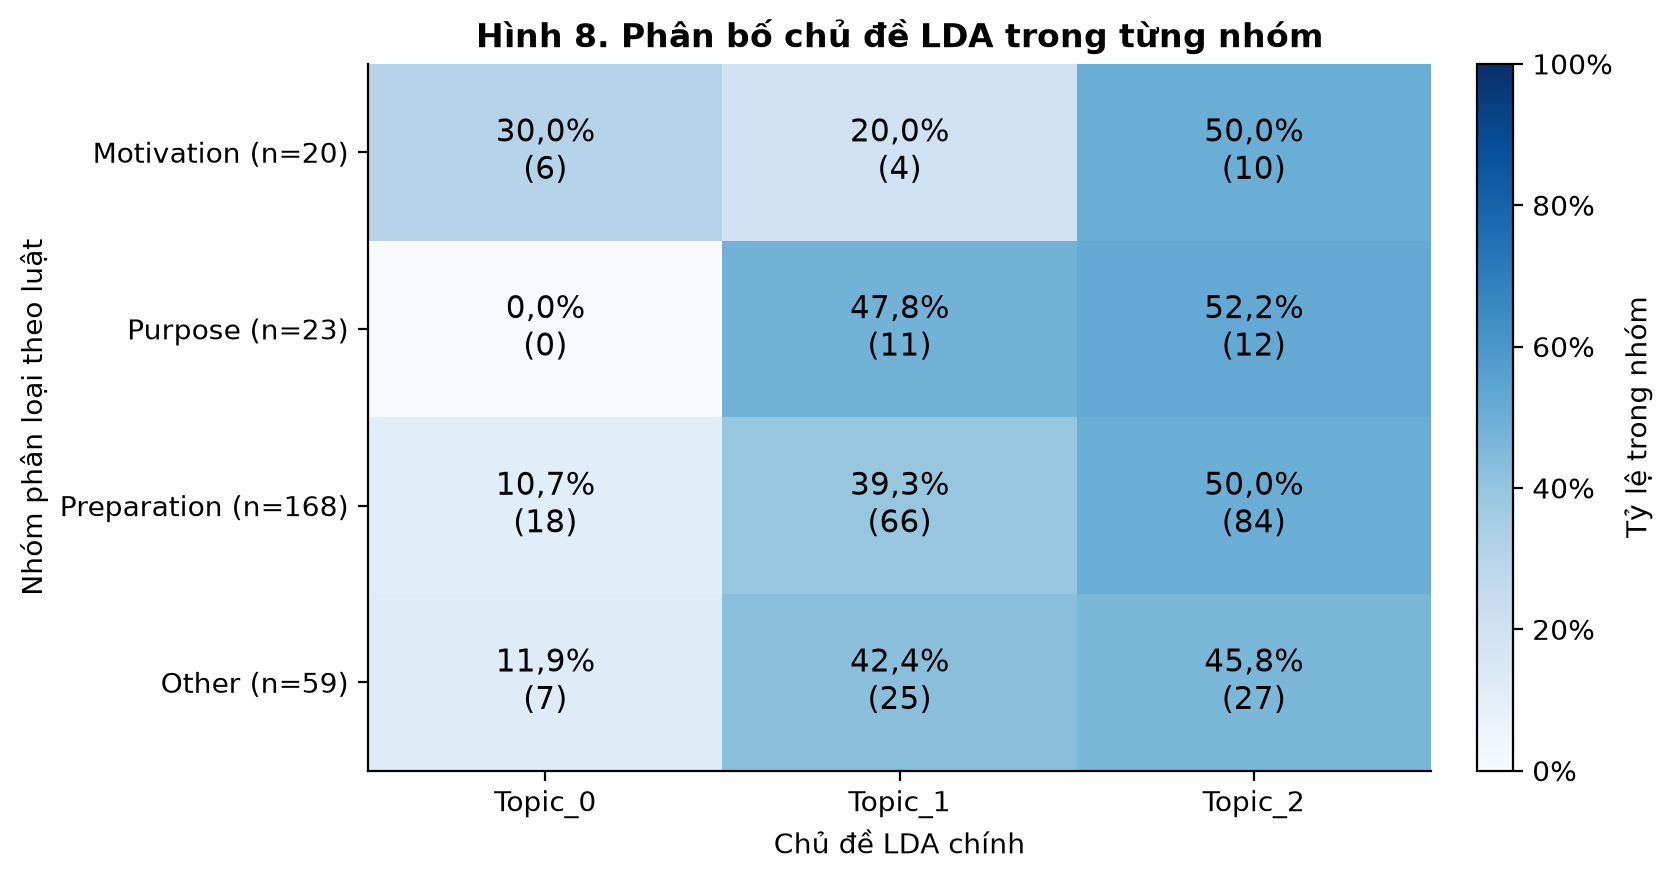 Hình 8. Phân bố chủ đề LDA trong từng nhóm
Nhóm phân loại theo luật
Motivation (n=20)
30,0%
(6)
20,0%
(4)
50,0%
(10)
Purpose (n=23)
0,0%
(0)
47,8%
(11)
52,2%
(12)
Preparation (n=168)
10,7%
(18)
39,3%
(66)
50,0%
(84)
Other (n=59)
11,9%
(7)
42,4%
(25)
45,8%
(27)
Topic_0
Topic_1
Topic_2
Chủ đề LDA chính
100%
80%
60%
40%
20%
0%
Tỷ lệ trong nhóm